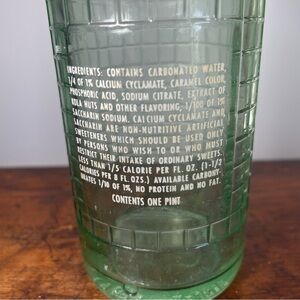 INGREDIENTS: CONTAINS CARBONATED WATER,
1/4 OF 1% CALCIUM CYCLAMATE, CARAMEL COLOR,
PHOSPHORIC ACID, SODIUM CITRATE, EXTRACT OF
KOLA NUTS AND OTHER FLAVORING, 1/100 OF 1%
SACCHARIN SODIUM. CALCIUM CYCLAMATE AND
SACCHARIN ARE NON-NUTRITIVE ARTIFICIAL
SWEETENERS WHICH SHOULD BE USED ONLY
BY PERSONS WHO WISH TO OR WHO MUST
RESTRICT THEIR INTAKE OF ORDINARY SWEETS.
LESS THAN 1/5 CALORIE PER FL. OZ. (1-1/2
CALORIES PER 8 FL. OZS.) AVAILABLE CARBOHY-
DRATES 1/10 OF 1%, NO PROTEIN AND NO FAT.
CONTENTS ONE PINT